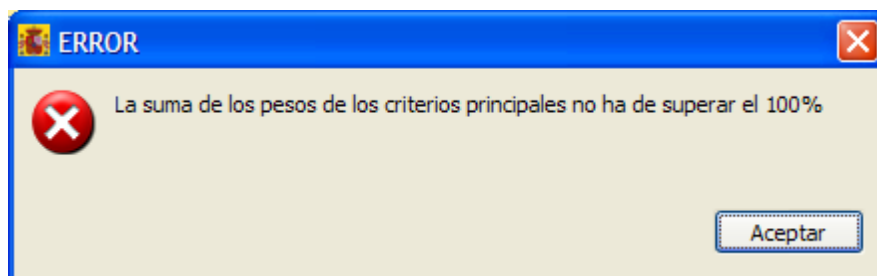 ERROR
La suma de los pesos de los criterios principales no ha de superar el 100%
Aceptar